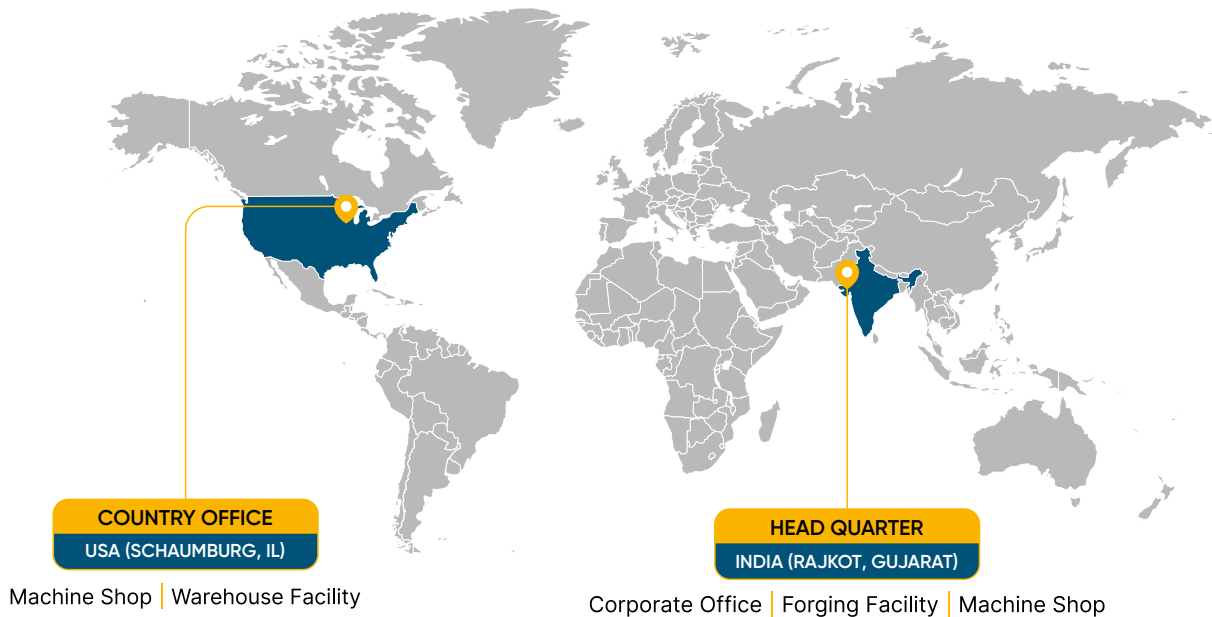 COUNTRY OFFICE
USA (SCHAUMBURG, IL)
Machine Shop | Warehouse Facility
HEAD QUARTER
INDIA (RAJKOT, GUJARAT)
Corporate Office | Forging Facility | Machine Shop